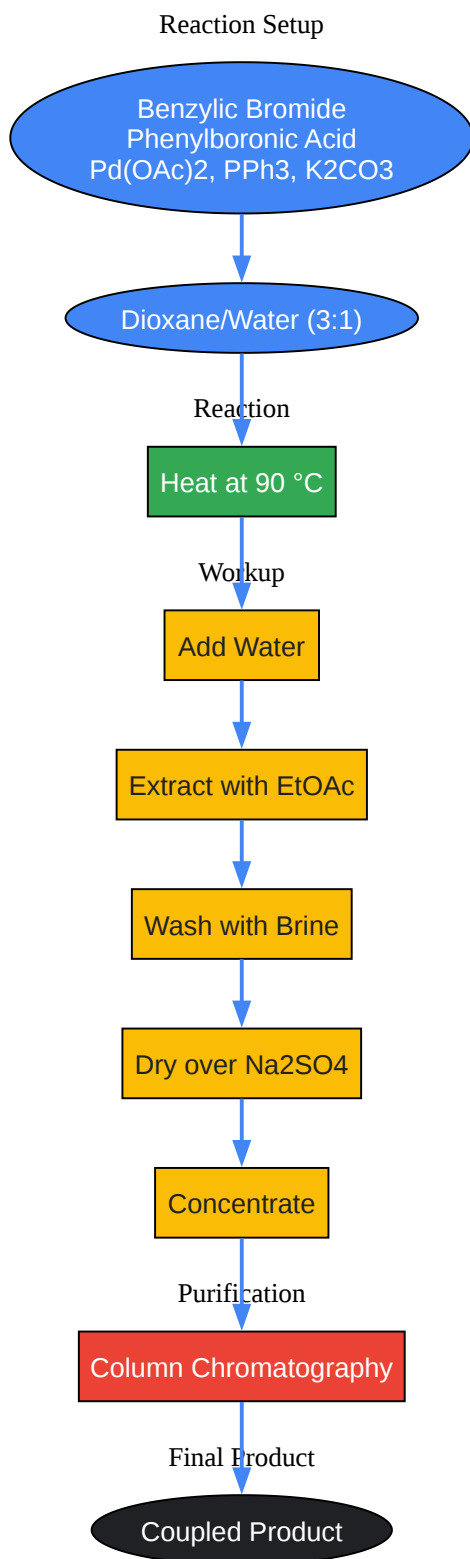 Reaction Setup
Benzylic Bromide
Phenylboronic Acid
Pd(OAc)2, PPh3, K2CO3
Dioxane/Water (3:1)
Reaction
Heat at 90 °C
Workup
Add Water
Extract with EtOAc
Wash with Brine
Dry over Na2SO4
Concentrate
Purification
Column Chromatography
Final Product
Coupled Product